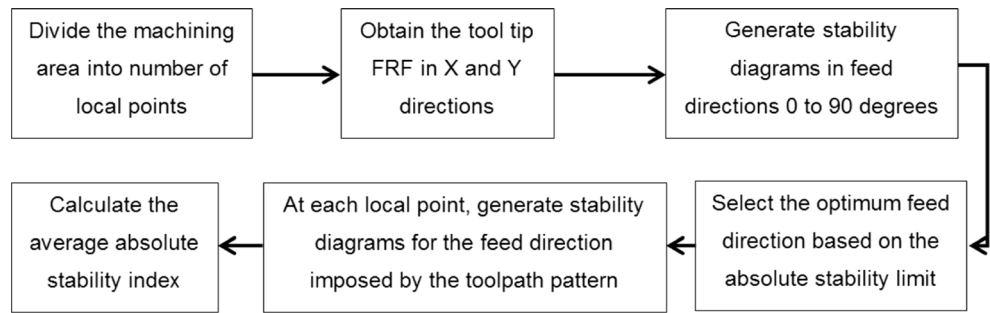 Divide the machining
area into number of
local points
Obtain the tool tip
FRF in X and Y
directions
Generate stability
diagrams in feed
directions 0 to 90 degrees
Select the optimum feed
direction based on the
absolute stability limit
At each local point, generate stability
diagrams for the feed direction
imposed by the toolpath pattern
Calculate the
average absolute
stability index